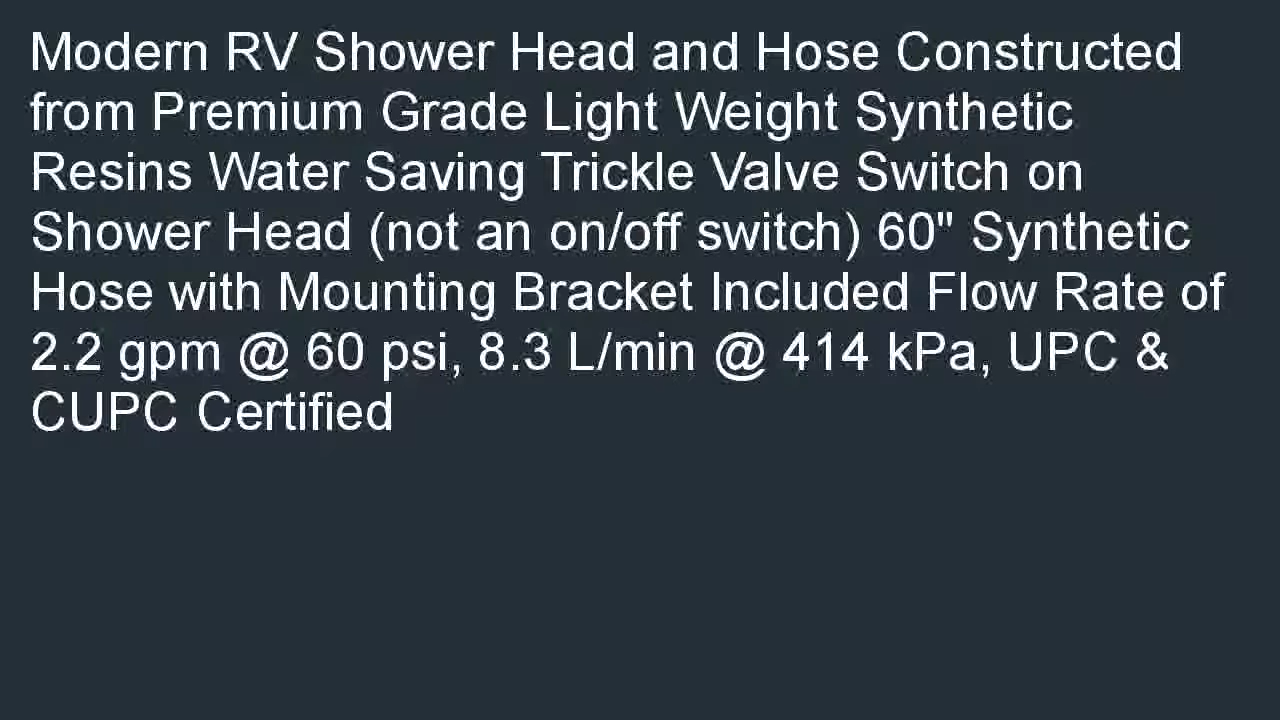 Modern RV Shower Head and Hose Constructed
from Premium Grade Light Weight Synthetic
Resins Water Saving Trickle Valve Switch on
Shower Head (not an on/off switch) 60" Synthetic
Hose with Mounting Bracket Included Flow Rate of
2.2 gpm @ 60 psi, 8.3 L/min @ 414 kPa, UPC &
CUPC Certified